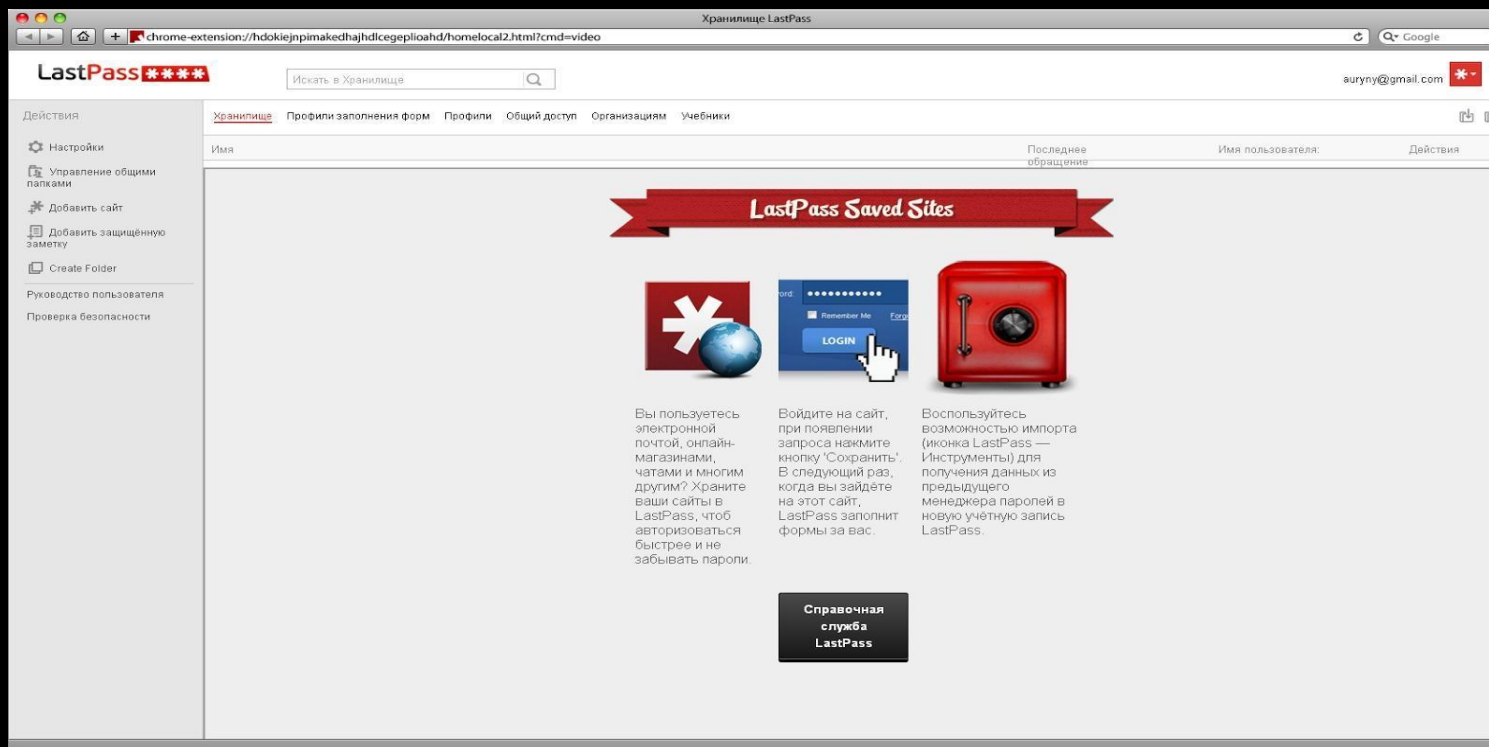 Хранилище LastPass
chrome-extension://hdokiejnpimakedhajhdlcegeplioahd/homelocal2.html?cmd=video
Google
LastPass ****
Искать в Хранилище
auryny@gmail.com
Действия
Хранилище Профили заполнения форм Профили Общий доступ Организациям Учебники
Настройки
Управление общими
папками
Добавить сайт
Добавить защищённую
заметку
Create Folder
Руководство пользователя
Проверка безопасности
Имя
Последнее
обращение
Имя пользователя:
Действия
LastPass Saved Sites
ord:
Remember Me Forg
LOGIN
Вы пользуетесь
электронной
почтой, онлайн-
магазинами,
чатами и многим
другим? Храните
ваши сайты в
LastPass, чтоб
авторизоваться
быстрее и не
забывать пароли.
Войдите на сайт,
при появлении
запроса нажмите
кнопку 'Сохранить'.
В следующий раз,
когда вы зайдёте
на этот сайт,
LastPass заполнит
формы за вас.
Воспользуйтесь
возможностью импорта
(иконка LastPass —
Инструменты) для
получения данных из
предыдущего
менеджера паролей в
новую учётную запись
LastPass.
Справочная
служба
LastPass